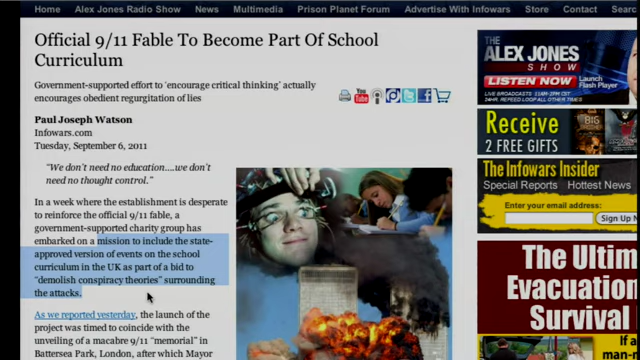 Home Alex Jones Radio Show News Multimedia Prison Planet Forum Advertise With Infowars Store Contact
Official 9/11 Fable To Become Part Of School
Curriculum
Government-supported effort to 'encourage critical thinking' actually
encourages obedient regurgitation of lies
Paul Joseph Watson
Infowars.com
Tuesday, September 6, 2011
"We don't need no education….we don't
need no thought control."
In a week where the establishment is desperate
to reinforce the official 9/11 fable, a
government-supported charity group has
embarked on a mission to include the state-
approved version of events on the school
curriculum in the UK as part of a bid to
"demolish conspiracy theories" surrounding
the attacks.
As we reported yesterday, the launch of the
project was timed to coincide with the
unveiling of a macabre 9/11 "memorial" in
Battersea Park, London, after which Mayor
You
Tube
THE
ALEX JONES
SHOW
LISTEN NOW
Launch
Flash Player
Receive
2 FREE GIFTS
The Infowars Insider
Special Reports Hottest News
Enter your email address:
Sign Up N
The Ultim
Evacuation
Survival
If a
man-m